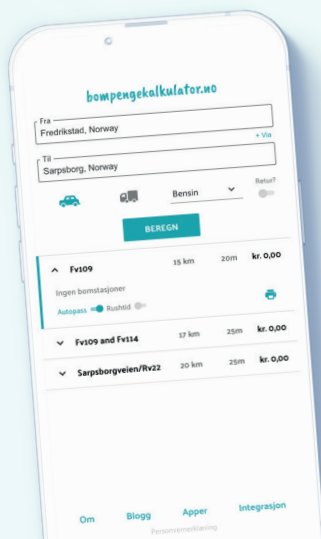 bompengekalkulator.no
Fra
Fredrikstad, Norway
+ Via
Til
Sarpsborg, Norway
Bensin
Retur?
BEREGN
Fv109 15 km 20m kr. 0,00
Ingen bomstasjoner
Autopass Rushtid
Fv109 and Fv114 17 km 25m kr. 0,00
Sarpsborgveien/Rv22 20 km 25m kr. 0,00
Om Blogg Apper Integrasjon
Personvernerklæring